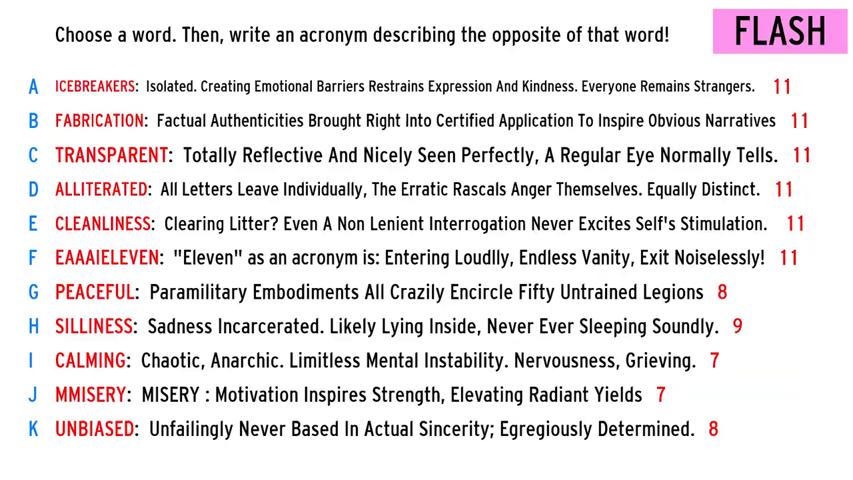 Choose a word. Then, write an acronym describing the opposite of that word! FLASH
A ICEBREAKERS: Isolated. Creating Emotional Barriers Restrains Expression And Kindness. Everyone Remains Strangers. 11
B FABRICATION: Factual Authenticities Brought Right Into Certified Application To Inspire Obvious Narratives 11
C TRANSPARENT: Totally Reflective And Nicely Seen Perfectly, A Regular Eye Normally Tells. 11
D ALLITERATED: All Letters Leave Individually, The Erratic Rascals Anger Themselves. Equally Distinct. 11
E CLEANLINESS: Clearing Litter? Even A Non Lenient Interrogation Never Excites Self's Stimulation. 11
F EAAAIELEVEN: "Eleven" as an acronym is: Entering Loudlly, Endless Vanity, Exit Noiselessly! 11
G PEACEFUL: Paramilitary Embodiments All Crazily Encircle Fifty Untrained Legions 8
H SILLINESS: Sadness Incarcerated. Likely Lying Inside, Never Ever Sleeping Soundly. 9
I CALMING: Chaotic, Anarchic. Limitless Mental Instability. Nervousness, Grieving. 7
J MMISERY: MISERY : Motivation Inspires Strength, Elevating Radiant Yields 7
K UNBIASED: Unfailingly Never Based In Actual Sincerity; Egregiously Determined. 8